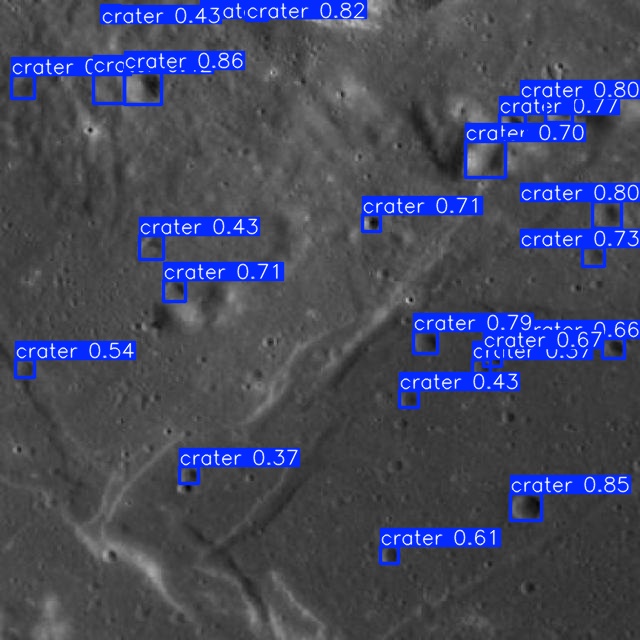 crater 0.43
crater 0.82
crater 0.86
crater 0.80
crater 0.77
crater 0.70
crater 0.80
crater 0.71
crater 0.43
crater 0.73
crater 0.71
crater 0.79
0.66
crater 0.67
crater 0.54
crater 0.43
crater 0.37
crater 0.85
crater 0.61